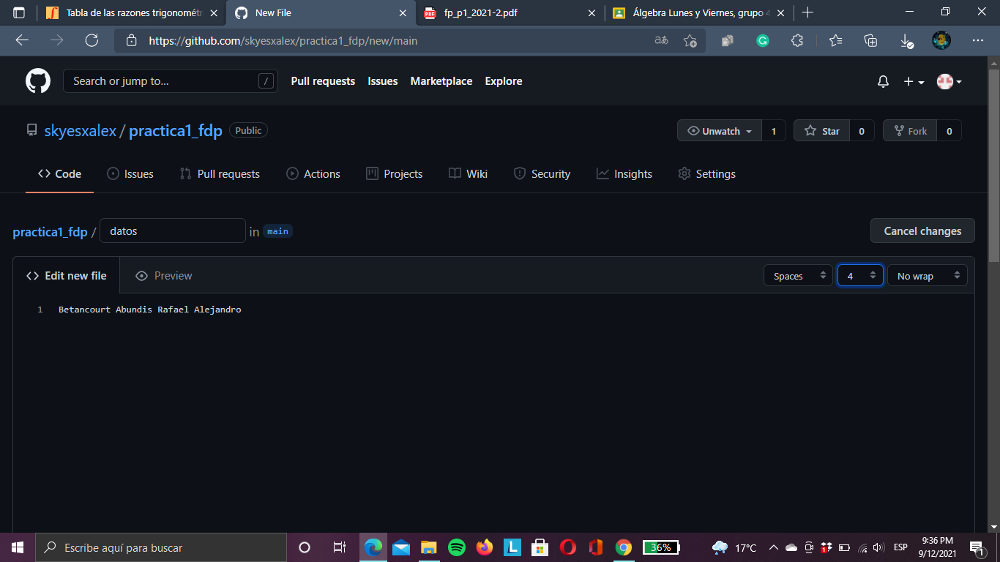 Tabla de las razones trigonométr
New File
fp_p1_2021-2.pdf
Álgebra Lunes y Viernes, grupo 4
https://github.com/skyesxalex/practica1_fdp/new/main
Search or jump to... /
Pull requests Issues Marketplace Explore
skyesxalex / practica1_fdp Public
Unwatch 1 Star 0 Fork 0
Code Issues Pull requests Actions Projects Wiki Security Insights Settings
practica1_fdp / datos in main Cancel changes
Edit new file Preview Spaces 4 No wrap
1 Betancourt Abundis Rafael Alejandro
Escribe aquí para buscar
36%
17°C
1
ESP
9:36 PM
9/12/2021
1